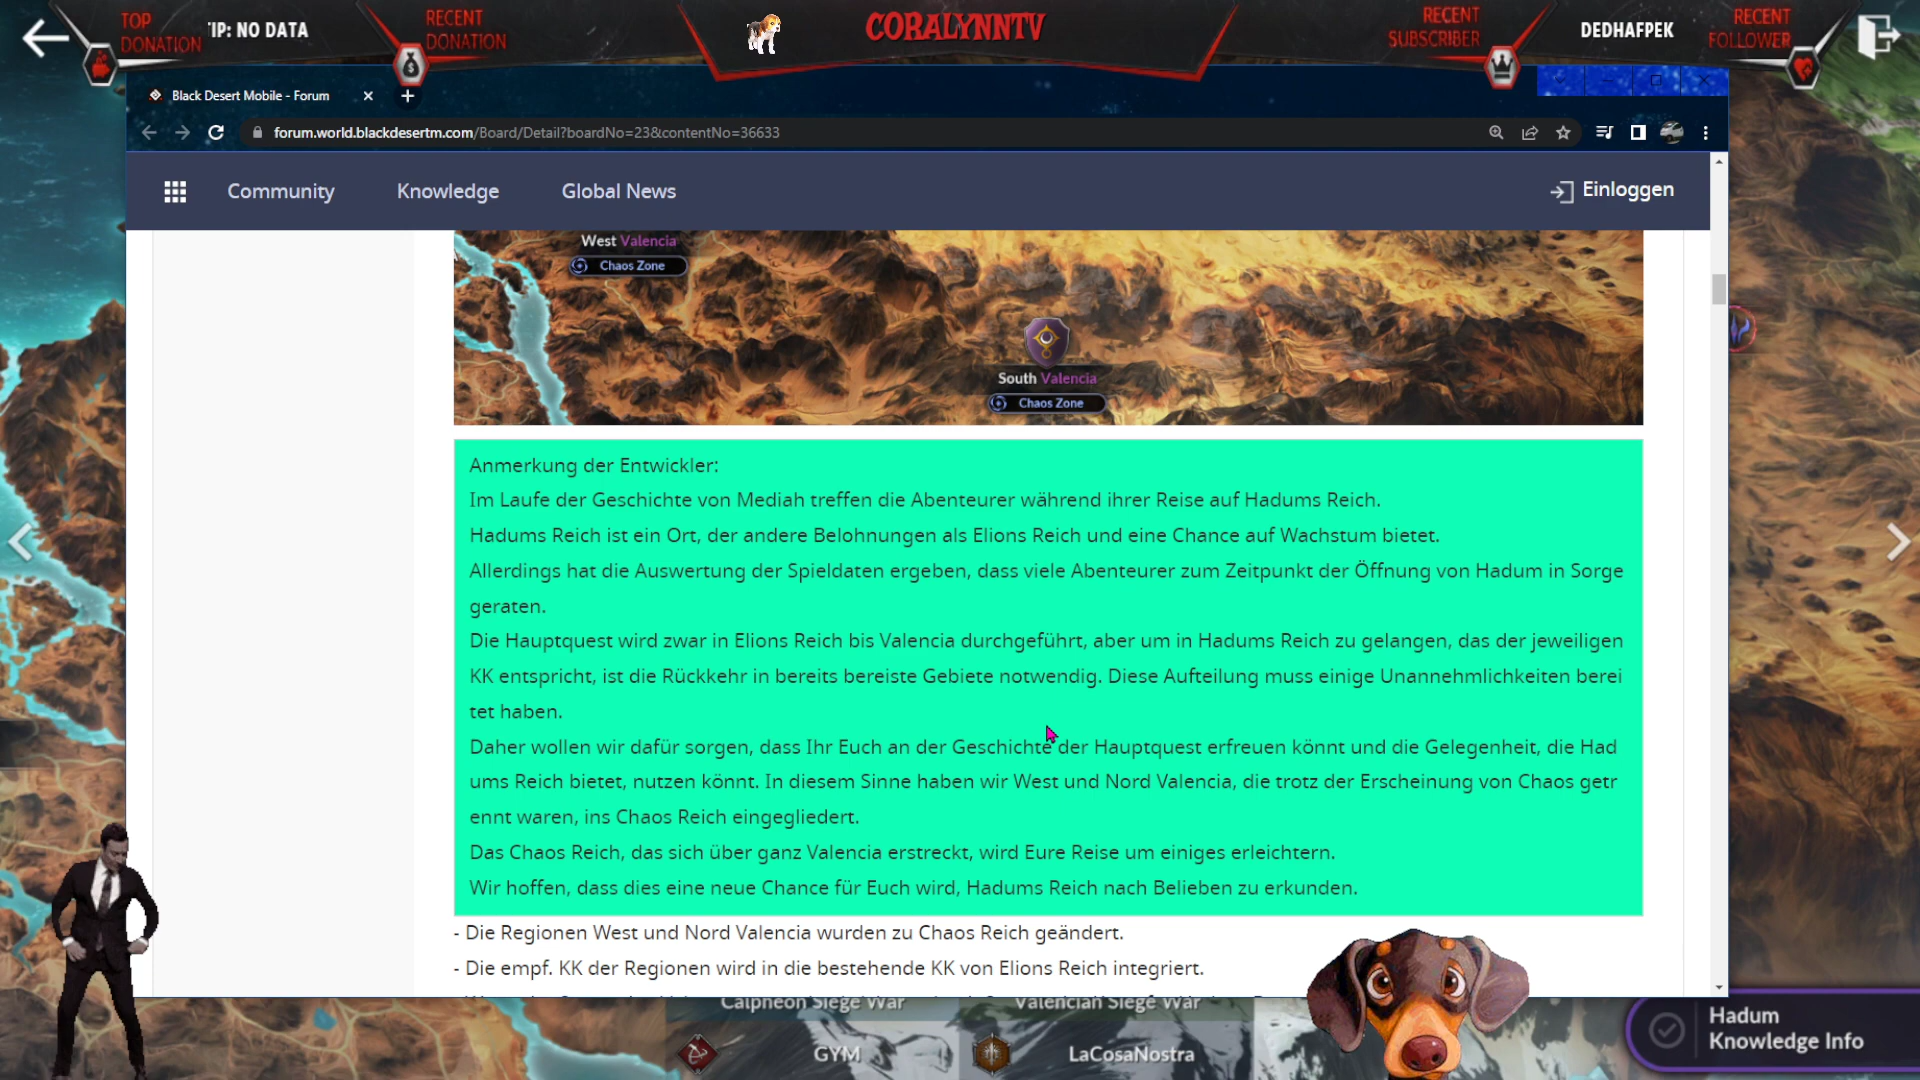 TOP
DONATION
TIP: NO DATA
RECENT
DONATION
CORALYNNTV
RECENT
SUBSCRIBER
DEDHAFPEK
RECENT
FOLLOWER
Black Desert Mobile - Forum
forum.world.blackdesertm.com/Board/Detail?boardNo=23&contentNo=36633
Community
Knowledge
Global News
Einloggen
West Valencia
Chaos Zone
South Valencia
Chaos Zone
Anmerkung der Entwickler:
Im Laufe der Geschichte von Mediah treffen die Abenteurer während ihrer Reise auf Hadums Reich.
Hadums Reich ist ein Ort, der andere Belohnungen als Elions Reich und eine Chance auf Wachstum bietet.
Allerdings hat die Auswertung der Spieldaten ergeben, dass viele Abenteurer zum Zeitpunkt der Öffnung von Hadum in Sorge
geraten.
Die Hauptquest wird zwar in Elions Reich bis Valencia durchgeführt, aber um in Hadums Reich zu gelangen, das der jeweiligen
KK entspricht, ist die Rückkehr in bereits bereiste Gebiete notwendig. Diese Aufteilung muss einige Unannehmlichkeiten berei
tet haben.
Daher wollen wir dafür sorgen, dass Ihr Euch an der Geschichte der Hauptquest erfreuen könnt und die Gelegenheit, die Had
ums Reich bietet, nutzen könnt. In diesem Sinne haben wir West und Nord Valencia, die trotz der Erscheinung von Chaos getr
ennt waren, ins Chaos Reich eingegliedert.
Das Chaos Reich, das sich über ganz Valencia erstreckt, wird Eure Reise um einiges erleichtern.
Wir hoffen, dass dies eine neue Chance für Euch wird, Hadums Reich nach Belieben zu erkunden.
- Die Regionen West und Nord Valencia wurden zu Chaos Reich geändert.
- Die empf. KK der Regionen wird in die bestehende KK von Elions Reich integriert.
Calpheon Siege War
Valencian Siege War
GYM
LaCosaNostra
Hadum
Knowledge Info